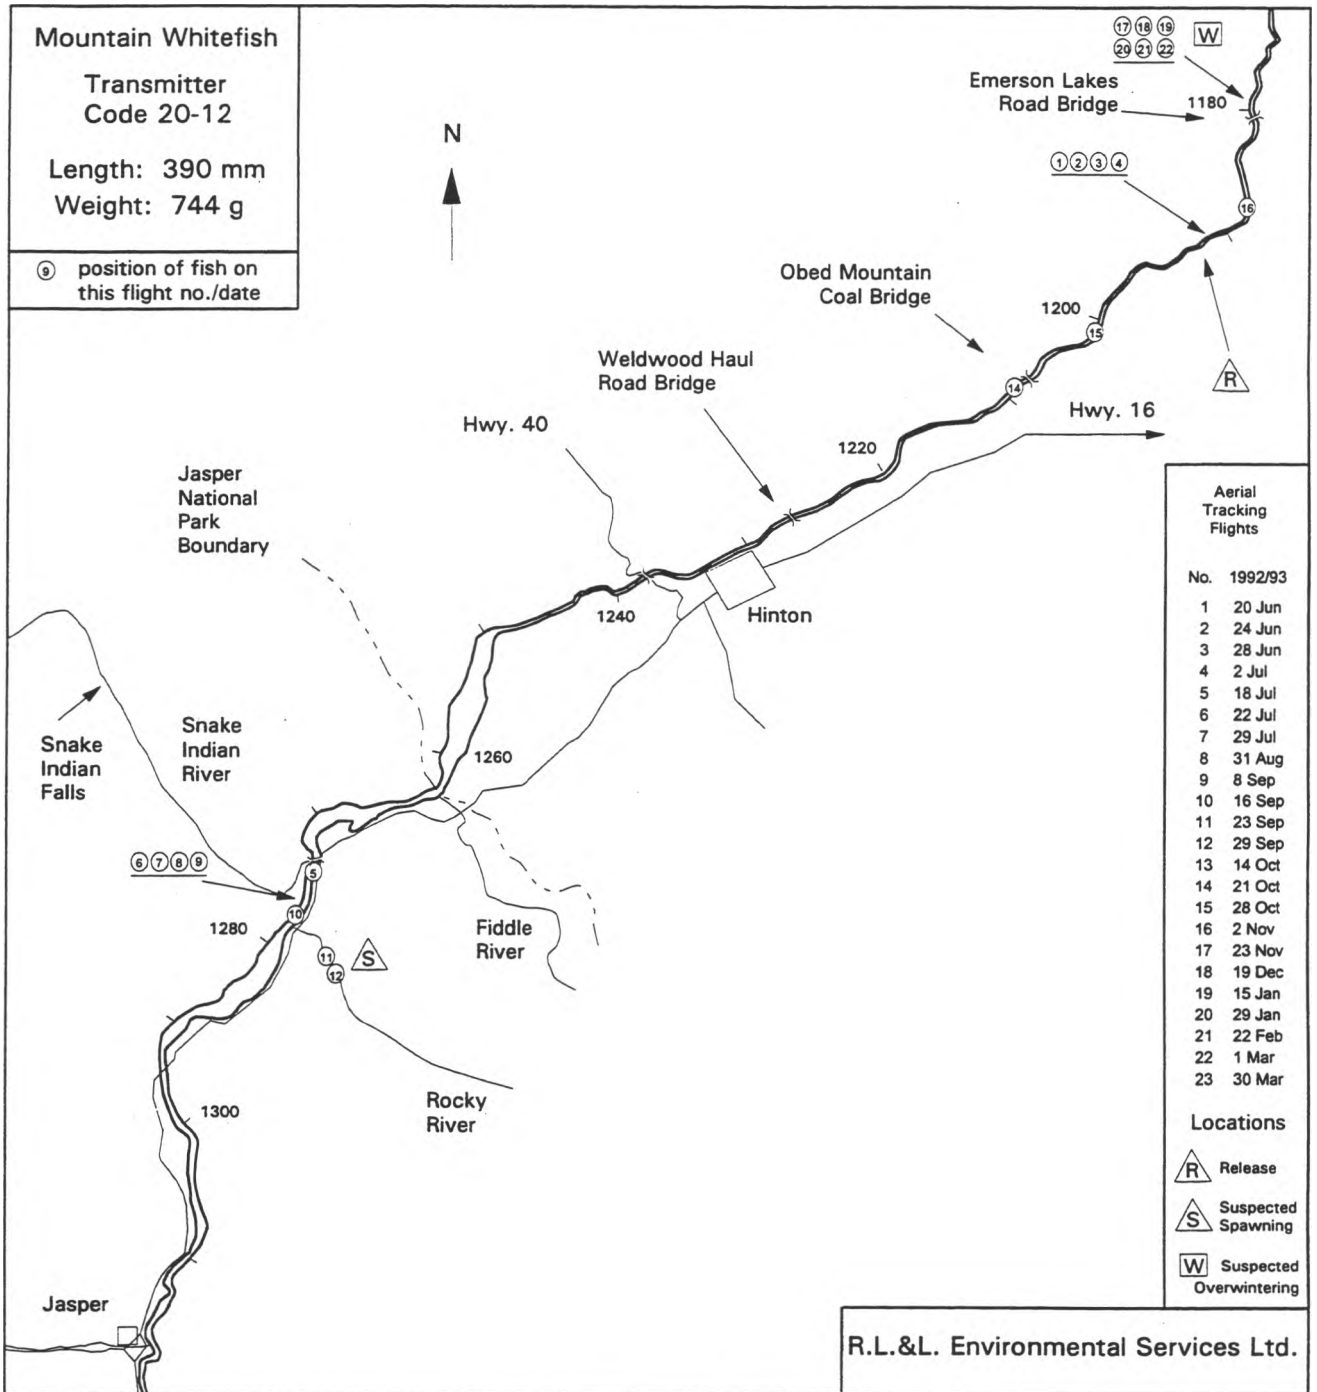 Mountain Whitefish
Transmitter
Code 20-12
Length: 390 mm
Weight: 744 g
9 position of fish on
this flight no./date
N
17 18 19
20 21 22
W
Emerson Lakes
Road Bridge
1180
1 2 3 4
16
Obed Mountain
Coal Bridge
1200
15
R
Weldwood Haul
Road Bridge
14
Hwy. 16
Hwy. 40
1220
Jasper
National
Park
Boundary
1240
Hinton
Snake
Indian
Falls
Snake
Indian
River
1260
6 7 8 9
5
10
1280
11
12
S
Fiddle
River
1300
Rocky
River
Jasper
Aerial
Tracking
Flights
No. 1992/93
1 20 Jun
2 24 Jun
3 28 Jun
4 2 Jul
5 18 Jul
6 22 Jul
7 29 Jul
8 31 Aug
9 8 Sep
10 16 Sep
11 23 Sep
12 29 Sep
13 14 Oct
14 21 Oct
15 28 Oct
16 2 Nov
17 23 Nov
18 19 Dec
19 15 Jan
20 29 Jan
21 22 Feb
22 1 Mar
23 30 Mar
Locations
R Release
S Suspected
Spawning
W Suspected
Overwintering
R.L.&L. Environmental Services Ltd.